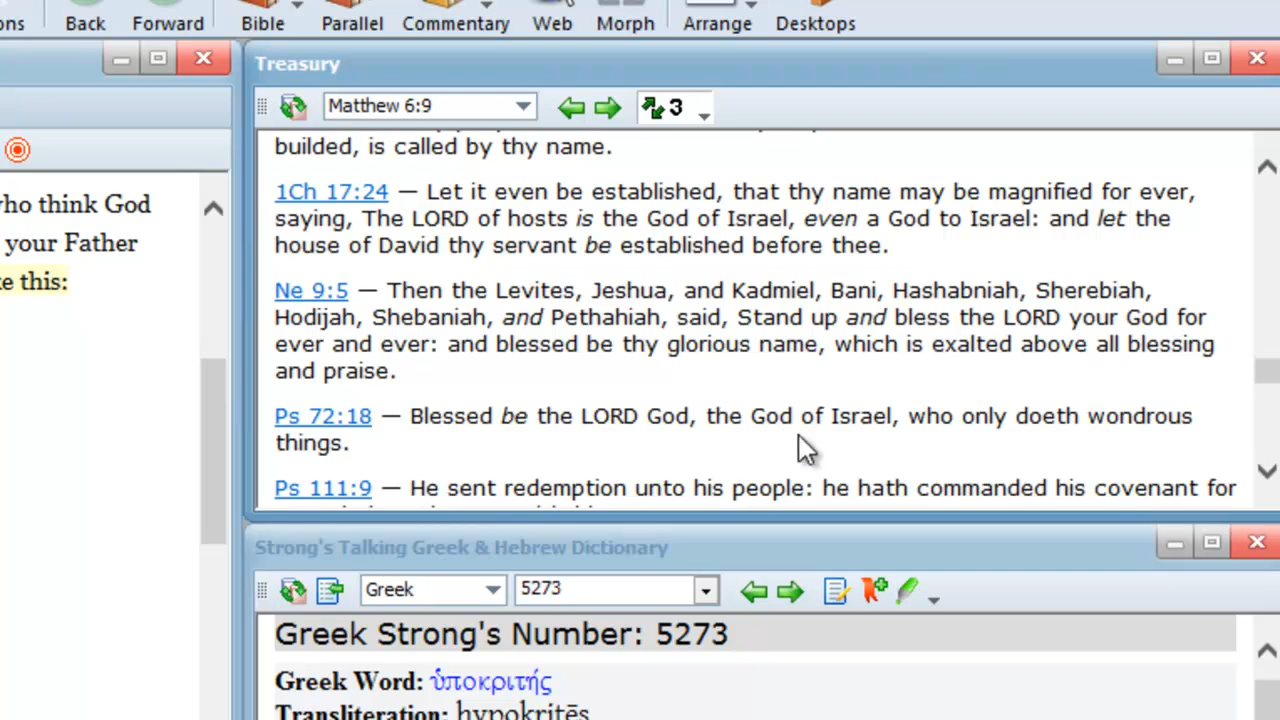 ons Back Forward Bible Parallel Commentary Web Morph Arrange Desktops
Treasury
Matthew 6:9 3
who think God
your Father
ke this:
builded, is called by thy name.
1Ch 17:24 — Let it even be established, that thy name may be magnified for ever,
saying, The LORD of hosts is the God of Israel, even a God to Israel: and let the
house of David thy servant be established before thee.
Ne 9:5 — Then the Levites, Jeshua, and Kadmiel, Bani, Hashabniah, Sherebiah,
Hodijah, Shebaniah, and Pethahiah, said, Stand up and bless the LORD your God for
ever and ever: and blessed be thy glorious name, which is exalted above all blessing
and praise.
Ps 72:18 — Blessed be the LORD God, the God of Israel, who only doeth wondrous
things.
Ps 111:9 — He sent redemption unto his people: he hath commanded his covenant for
Strong's Talking Greek & Hebrew Dictionary
Greek 5273
Greek Strong's Number: 5273
Greek Word: ὑποκριτής
Transliteration: hypokritēs